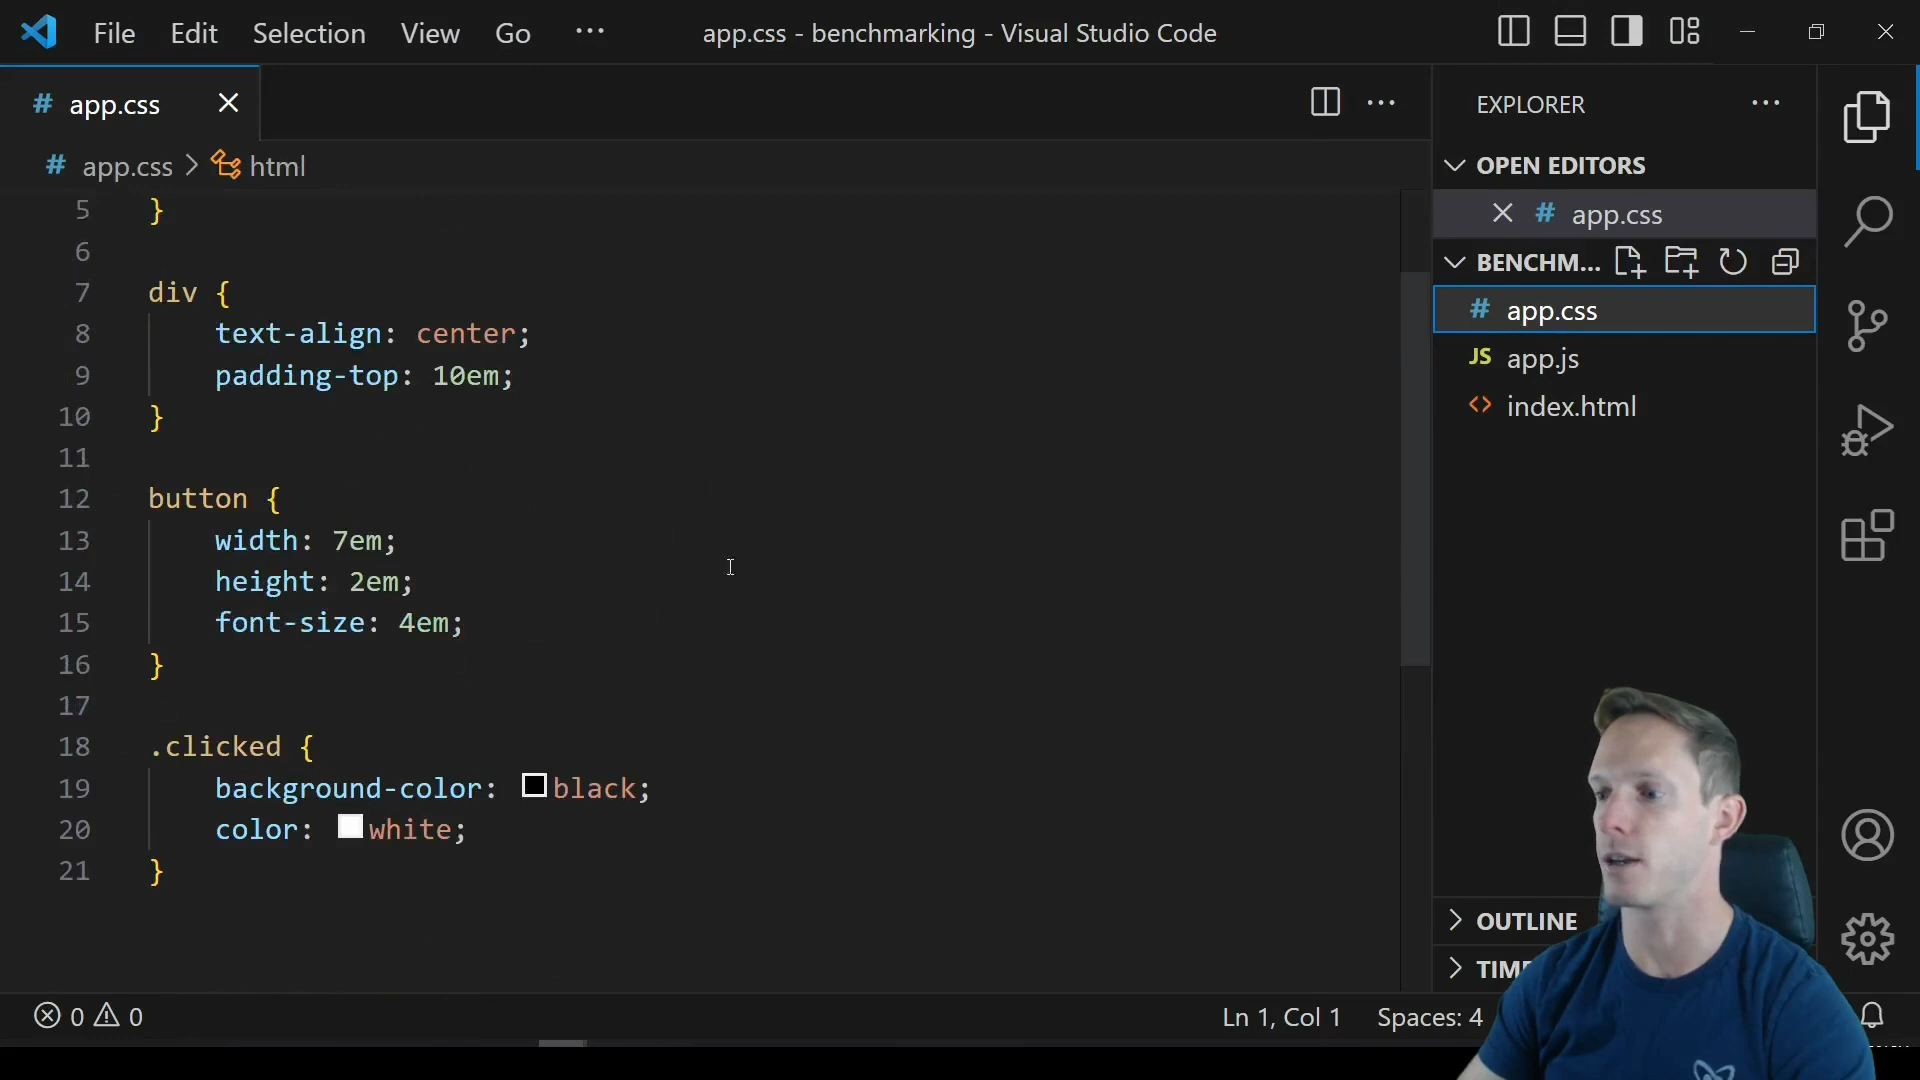 File Edit Selection View Go ··· app.css - benchmarking - Visual Studio Code
# app.css
EXPLORER ···
# app.css > html
OPEN EDITORS
# app.css
BENCHM...
# app.css
JS app.js
<> index.html
5 }
6
7 div {
8 text-align: center;
9 padding-top: 10em;
10 }
11
12 button {
13 width: 7em;
14 height: 2em;
15 font-size: 4em;
16 }
17
18 .clicked {
19 background-color: black;
20 color: white;
21 }
OUTLINE
0 0 Ln 1, Col 1 Spaces: 4